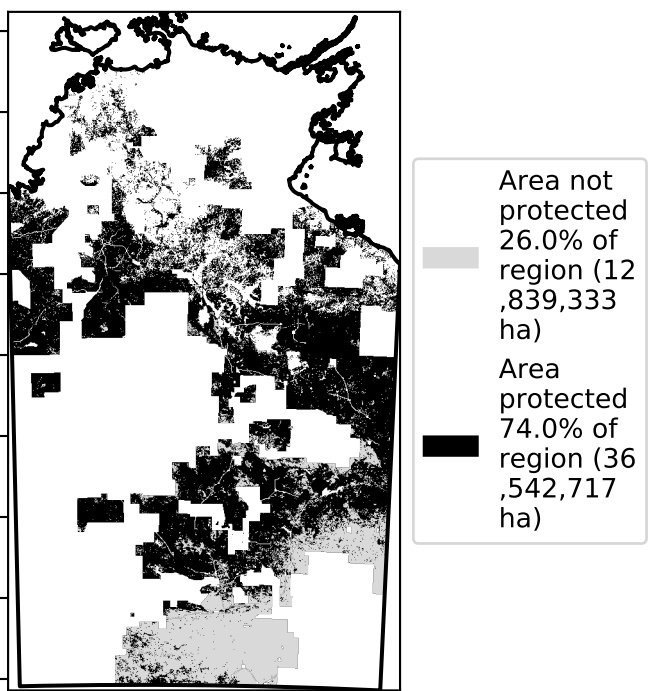 Area not
protected
26.0% of
region (12
,839,333
ha)
Area
protected
74.0% of
region (36
,542,717
ha)